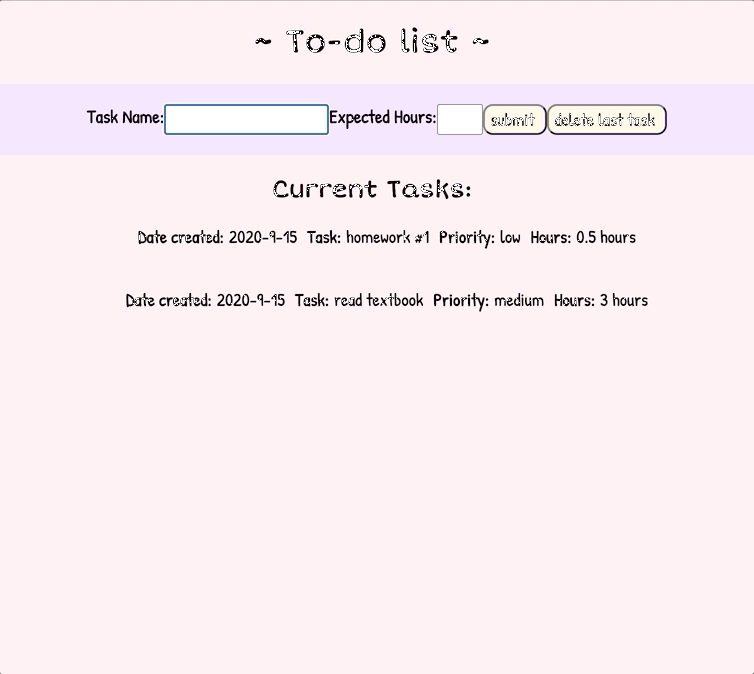 ~ To-do list ~
Task Name: Expected Hours: submit delete last task
Current Tasks:
Date created: 2020-9-15 Task: homework #1 Priority: low Hours: 0.5 hours
Date created: 2020-9-15 Task: read textbook Priority: medium Hours: 3 hours